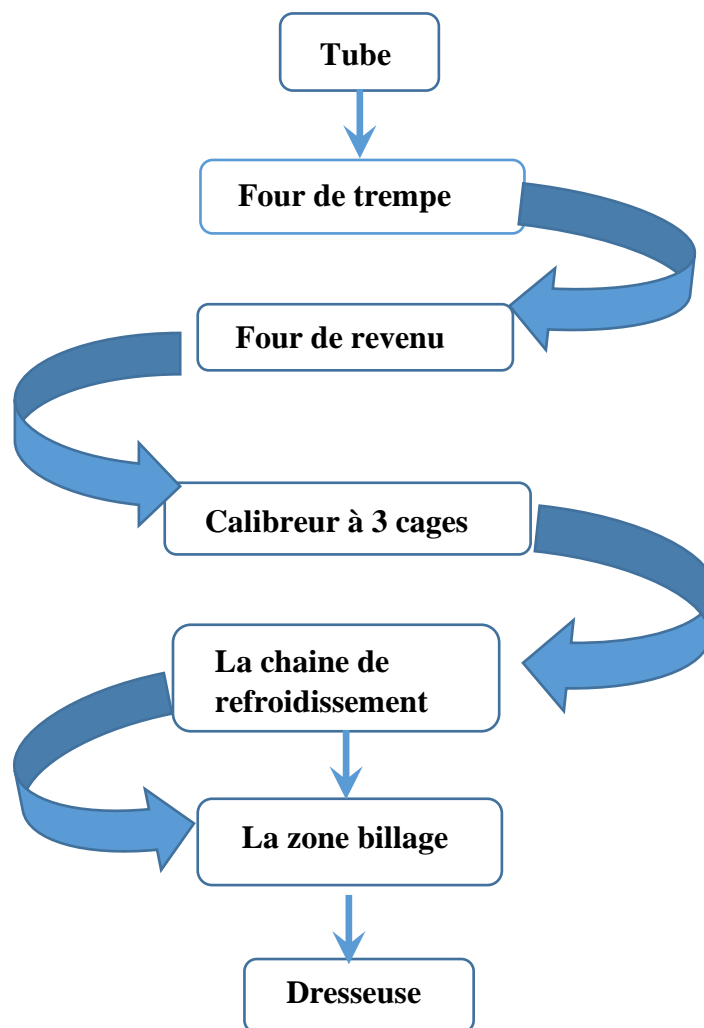 Tube
Four de trempe
Four de revenu
Calibreur à 3 cages
La chaine de
refroidissement
La zone billage
Dresseuse